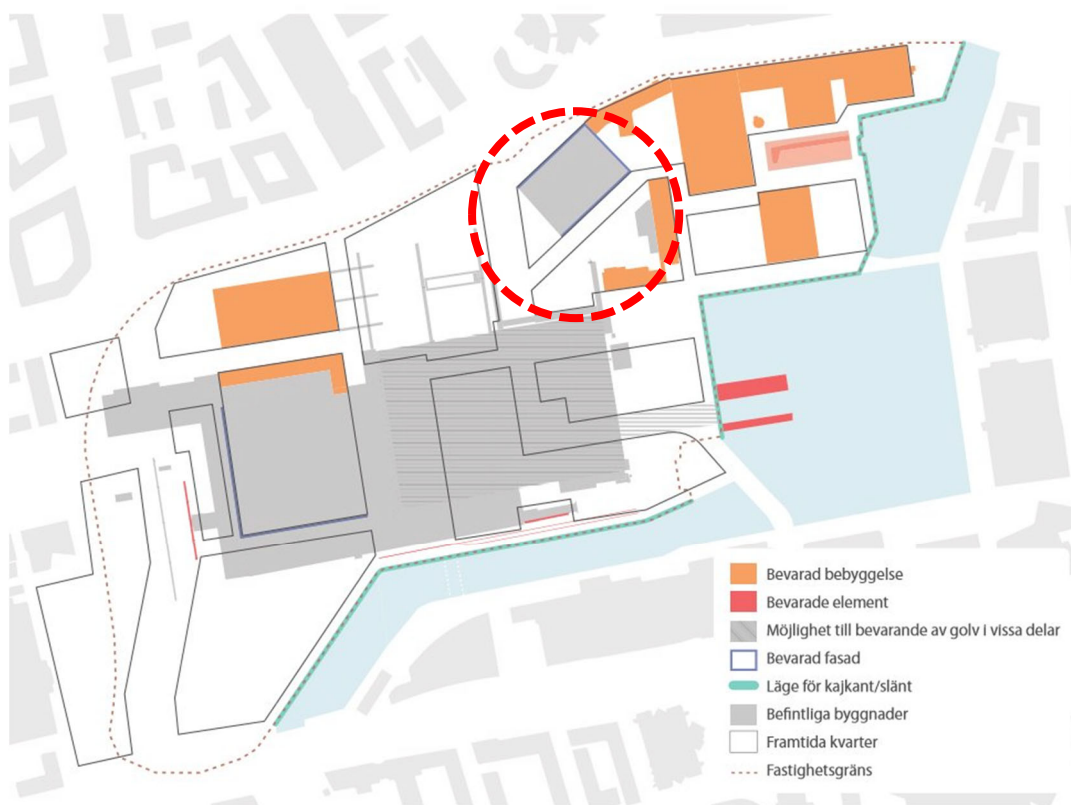 Bevarad bebyggelse
Bevarade element
Möjlighet till bevarande av golv i vissa delar
Bevarad fasad
Läge för kajkant/slänt
Befintliga byggnader
Framtida kvarter
Fastighetsgräns